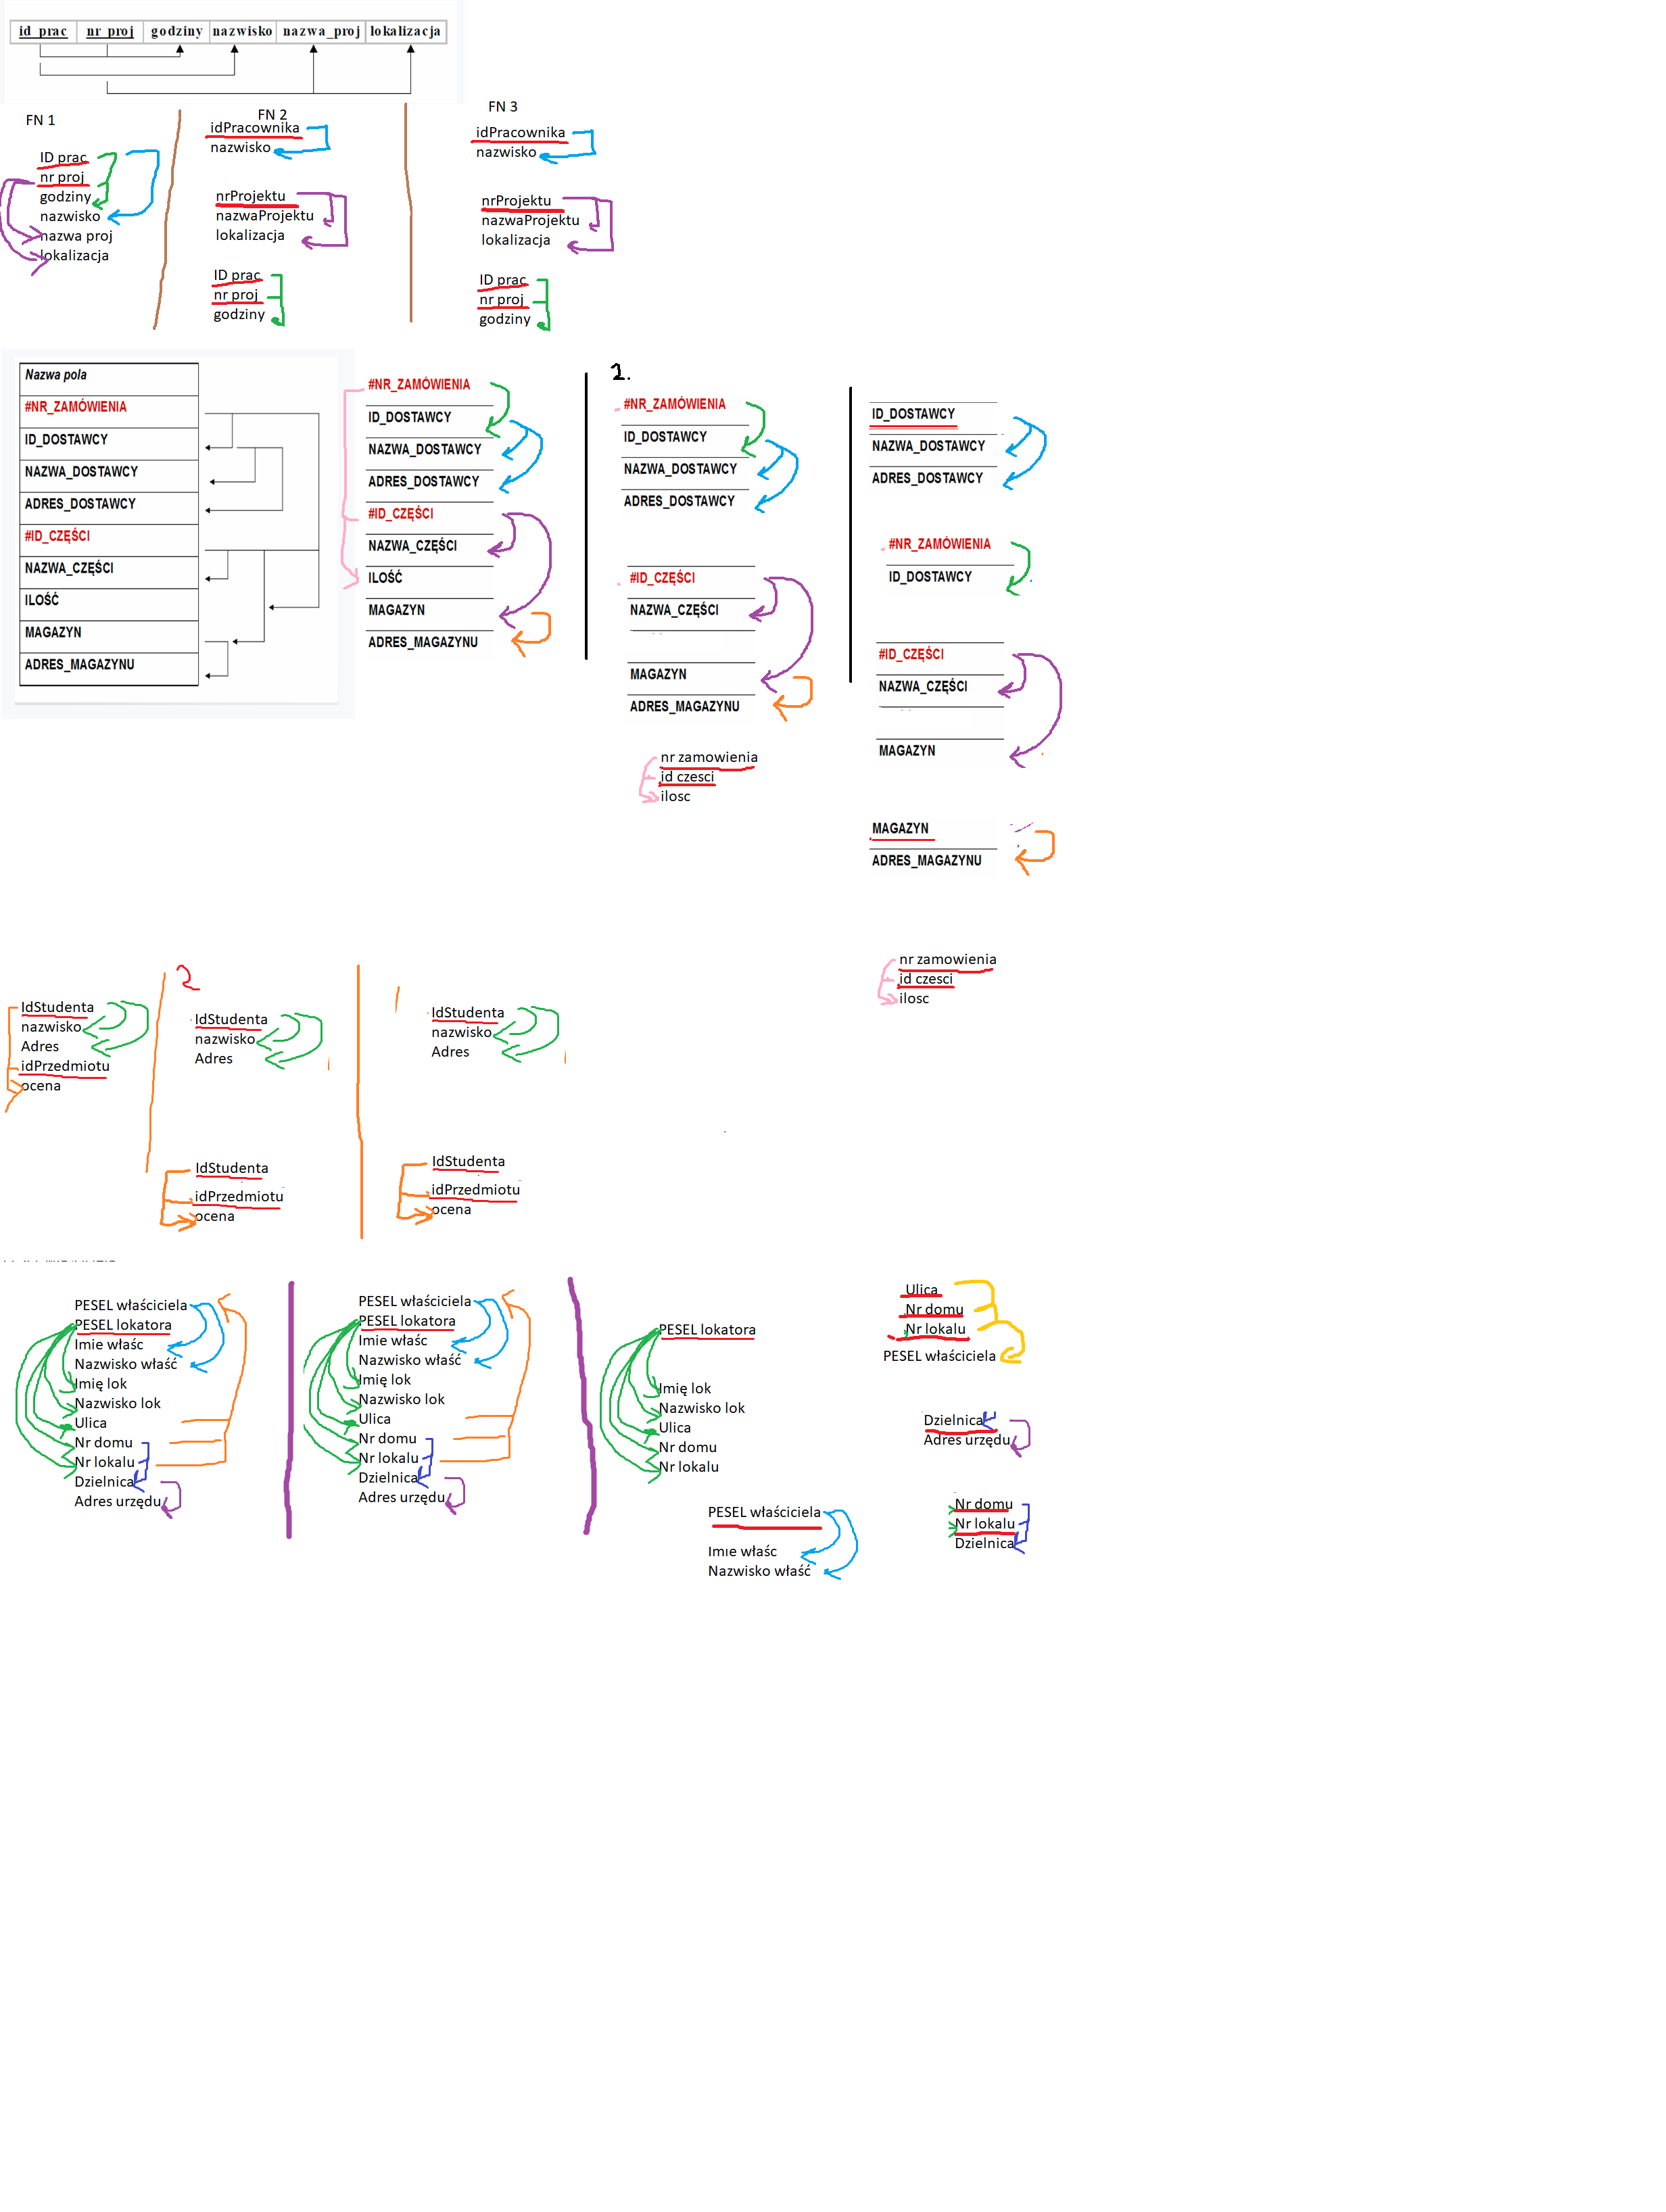 id_prac nr_proj godziny nazwisko nazwa_proj lokalizacja
FN 1
ID prac
nr proj
godziny
nazwisko
nazwa proj
lokalizacja
FN 2
idPracownika
nazwisko
nrProjektu
nazwaProjektu
lokalizacja
ID prac
nr proj
godziny
FN 3
idPracownika
nazwisko
nrProjektu
nazwaProjektu
lokalizacja
ID prac
nr proj
godziny
Nazwa pola
#NR_ZAMÓWIENIA
ID_DOSTAWCY
NAZWA_DOSTAWCY
ADRES_DOSTAWCY
#ID_CZĘŚCI
NAZWA_CZĘŚCI
ILOŚĆ
MAGAZYN
ADRES_MAGAZYNU
#NR_ZAMÓWIENIA
ID_DOSTAWCY
NAZWA_DOSTAWCY
ADRES_DOSTAWCY
#ID_CZĘŚCI
NAZWA_CZĘŚCI
ILOŚĆ
MAGAZYN
ADRES_MAGAZYNU
2.
#NR_ZAMÓWIENIA
ID_DOSTAWCY
NAZWA_DOSTAWCY
ADRES_DOSTAWCY
#ID_CZĘŚCI
NAZWA_CZĘŚCI
MAGAZYN
ADRES_MAGAZYNU
nr zamowienia
id czesci
ilosc
ID_DOSTAWCY
NAZWA_DOSTAWCY
ADRES_DOSTAWCY
#NR_ZAMÓWIENIA
ID_DOSTAWCY
#ID_CZĘŚCI
NAZWA_CZĘŚCI
MAGAZYN
MAGAZYN
ADRES_MAGAZYNU
nr zamowienia
id czesci
ilosc
IdStudenta
nazwisko
Adres
idPrzedmiotu
ocena
2
IdStudenta
nazwisko
Adres
IdStudenta
idPrzedmiotu
ocena
IdStudenta
nazwisko
Adres
IdStudenta
idPrzedmiotu
ocena
PESEL właściciela
PESEL lokatora
Imie właśc
Nazwisko właść
Imię lok
Nazwisko lok
Ulica
Nr domu
Nr lokalu
Dzielnica
Adres urzędu
PESEL właściciela
PESEL lokatora
Imie właśc
Nazwisko właść
Imię lok
Nazwisko lok
Ulica
Nr domu
Nr lokalu
Dzielnica
Adres urzędu
PESEL lokatora
Imię lok
Nazwisko lok
Ulica
Nr domu
Nr lokalu
PESEL właściciela
Imie właśc
Nazwisko właść
Ulica
Nr domu
Nr lokalu
PESEL właściciela
Dzielnica
Adres urzędu
Nr domu
Nr lokalu
Dzielnica